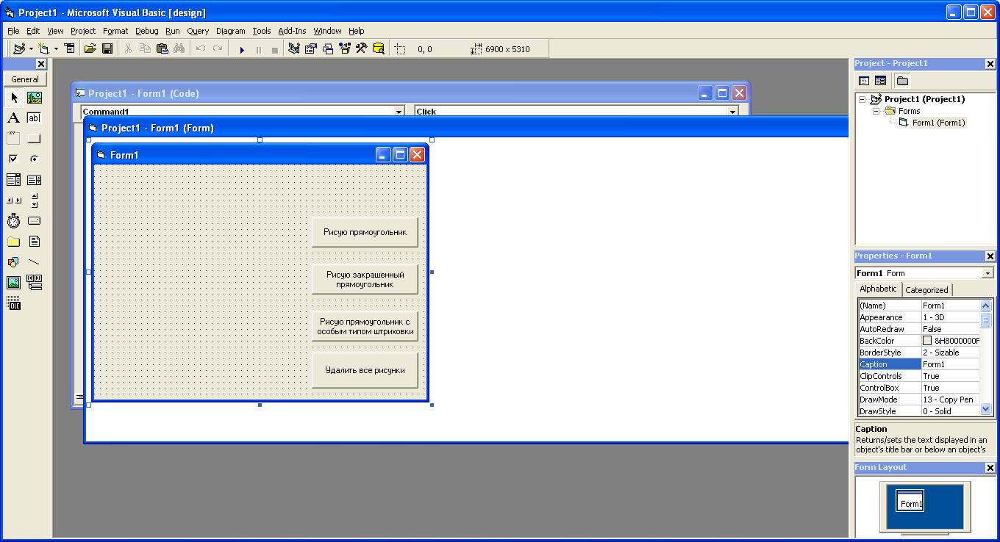 Project1 - Microsoft Visual Basic [design]
File Edit View Project Format Debug Run Query Diagram Tools Add-Ins Window Help
0, 0 6900 x 5310
General
A ab|
xy
OLE
Project1 - Form1 (Code)
Command1 Click
Project1 - Form1 (Form)
Form1
Рисую прямоугольник
Рисую закрашенный
прямоугольник
Рисую прямоугольник с
особым типом штриховки
Удалить все рисунки
Project - Project1
Project1 (Project1)
Forms
Form1 (Form1)
Properties - Form1
Form1 Form
Alphabetic Categorized
(Name) Form1
Appearance 1 - 3D
AutoRedraw False
BackColor &H8000000F
BorderStyle 2 - Sizable
Caption Form1
ClipControls True
ControlBox True
DrawMode 13 - Copy Pen
DrawStyle 0 - Solid
Caption
Returns/sets the text displayed in an
object's title bar or below an object's
Form Layout
Form1